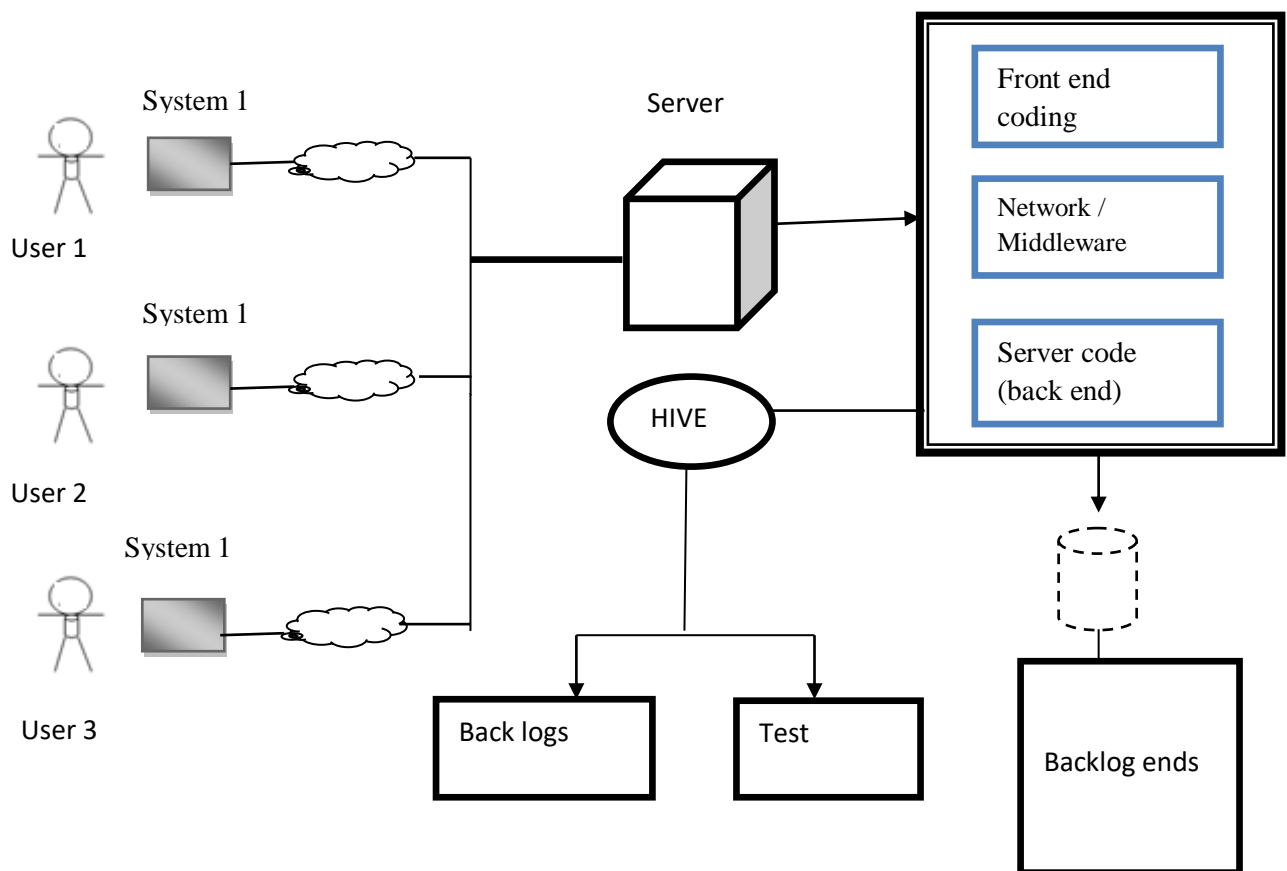 System 1
User 1
System 1
User 2
System 1
User 3
Server
HIVE
Back logs
Test
Front end
coding
Network /
Middleware
Server code
(back end)
Backlog ends